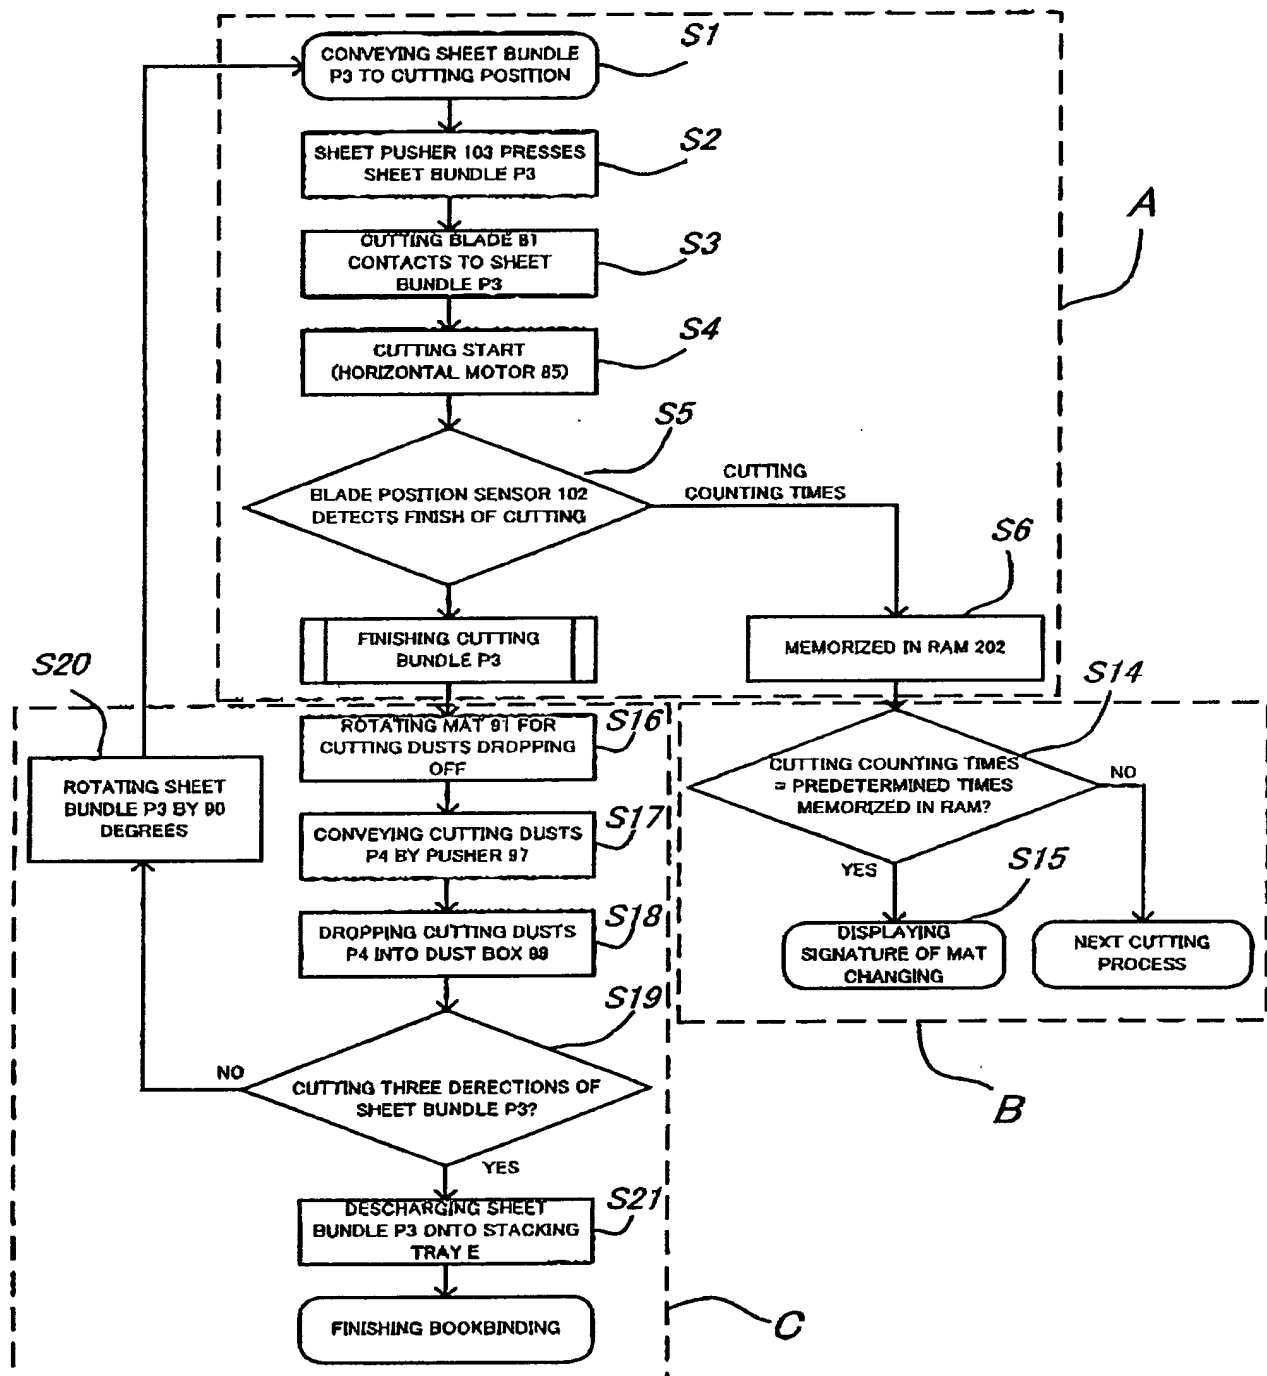 CONVEYING SHEET BUNDLE
P3 TO CUTTING POSITION
S1
SHEET PUSHER 103 PRESSES
SHEET BUNDLE P3
S2
CUTTING BLADE 81
CONTACTS TO SHEET
BUNDLE P3
S3
CUTTING START
(HORIZONTAL MOTOR 85)
S4
A
BLADE POSITION SENSOR 102
DETECTS FINISH OF CUTTING
S5
CUTTING
COUNTING TIMES
FINISHING CUTTING
BUNDLE P3
MEMORIZED IN RAM 202
S6
ROTATING SHEET
BUNDLE P3 BY 90
DEGREES
S20
ROTATING MAT 91 FOR
CUTTING DUSTS DROPPING
OFF
S16
CONVEYING CUTTING DUSTS
P4 BY PUSHER 97
S17
DROPPING CUTTING DUSTS
P4 INTO DUST BOX 98
S18
CUTTING COUNTING TIMES
= PREDETERMINED TIMES
MEMORIZED IN RAM?
S14
NO
YES
DISPLAYING
SIGNATURE OF MAT
CHANGING
S15
NEXT CUTTING
PROCESS
B
CUTTING THREE DERECTIONS OF
SHEET BUNDLE P3?
S19
NO
YES
DESCHARGING SHEET
BUNDLE P3 ONTO STACKING
TRAY E
S21
FINISHING BOOKBINDING
C